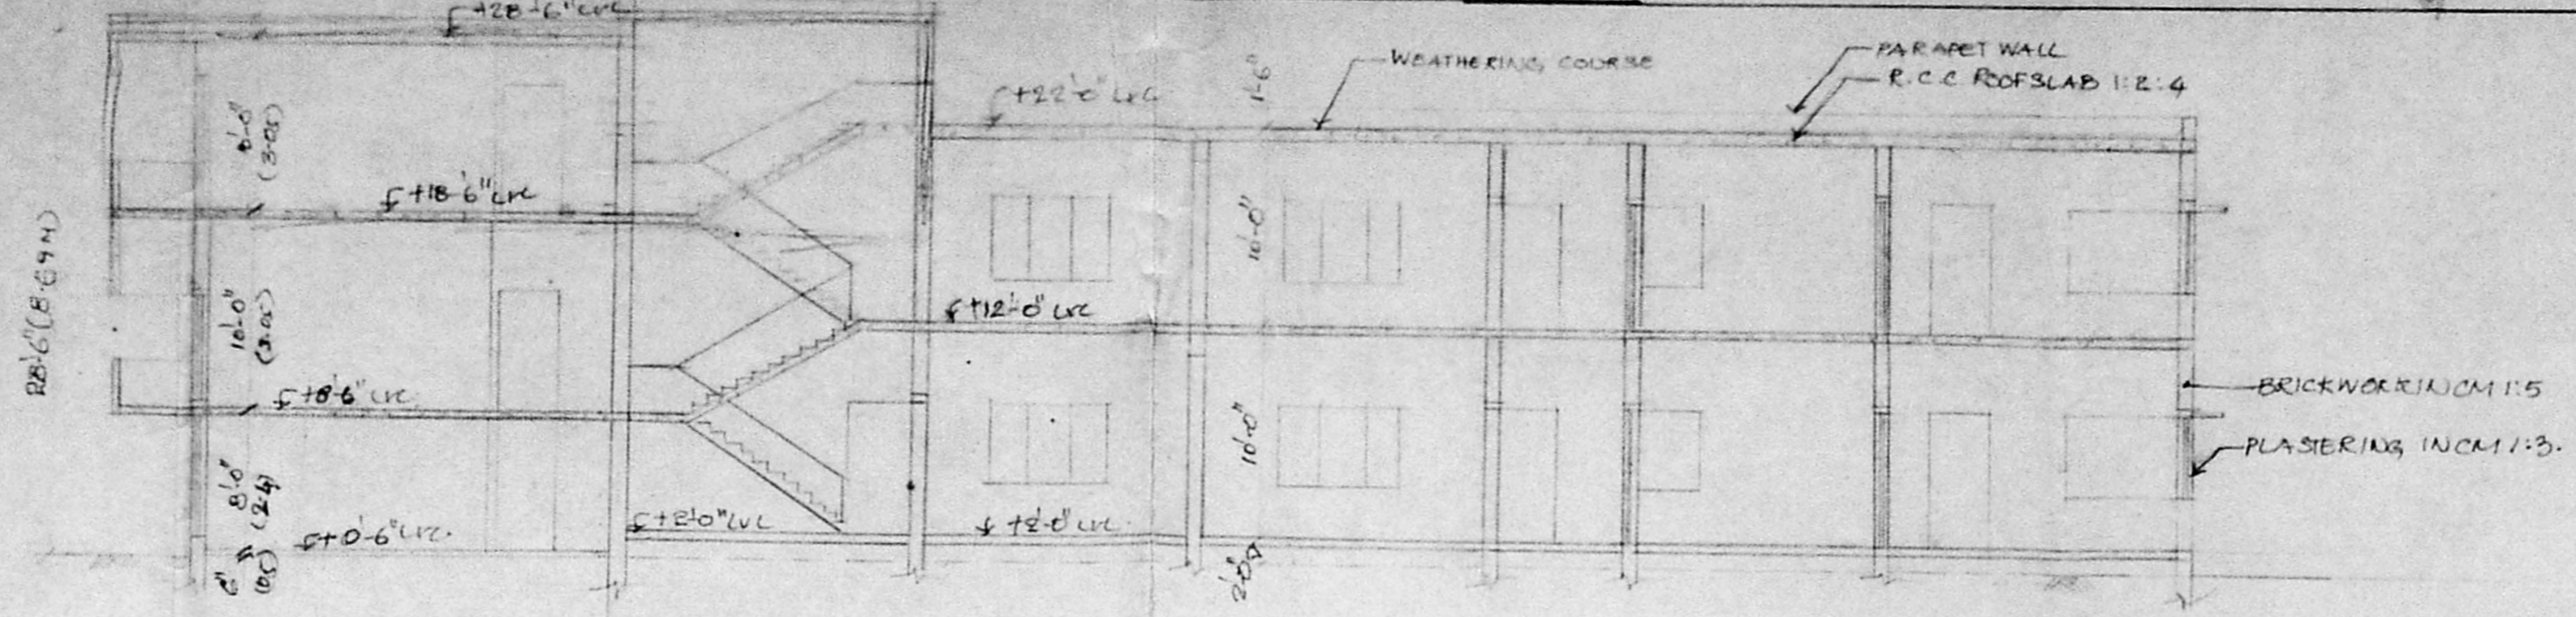 +28'-6" LVL
WEATHERING COURSE
1'-6"
PARAPET WALL
R.C.C ROOFSLAB 1:2:4
+22'-0" LVL
(3.05)
+18'-6" LVL
10'-0"
28'-6" (8.69 M)
10'-0"
(3.05)
+12'-0" LVL
+8'-6" LVL
BRICKWORK IN CM 1:5
10'-0"
PLASTERING IN CM 1:3.
8'-0"
(2.4)
+0'-6" LVL.
+2'-0" LVL
+2'-0" LVL
6"
2'-0"